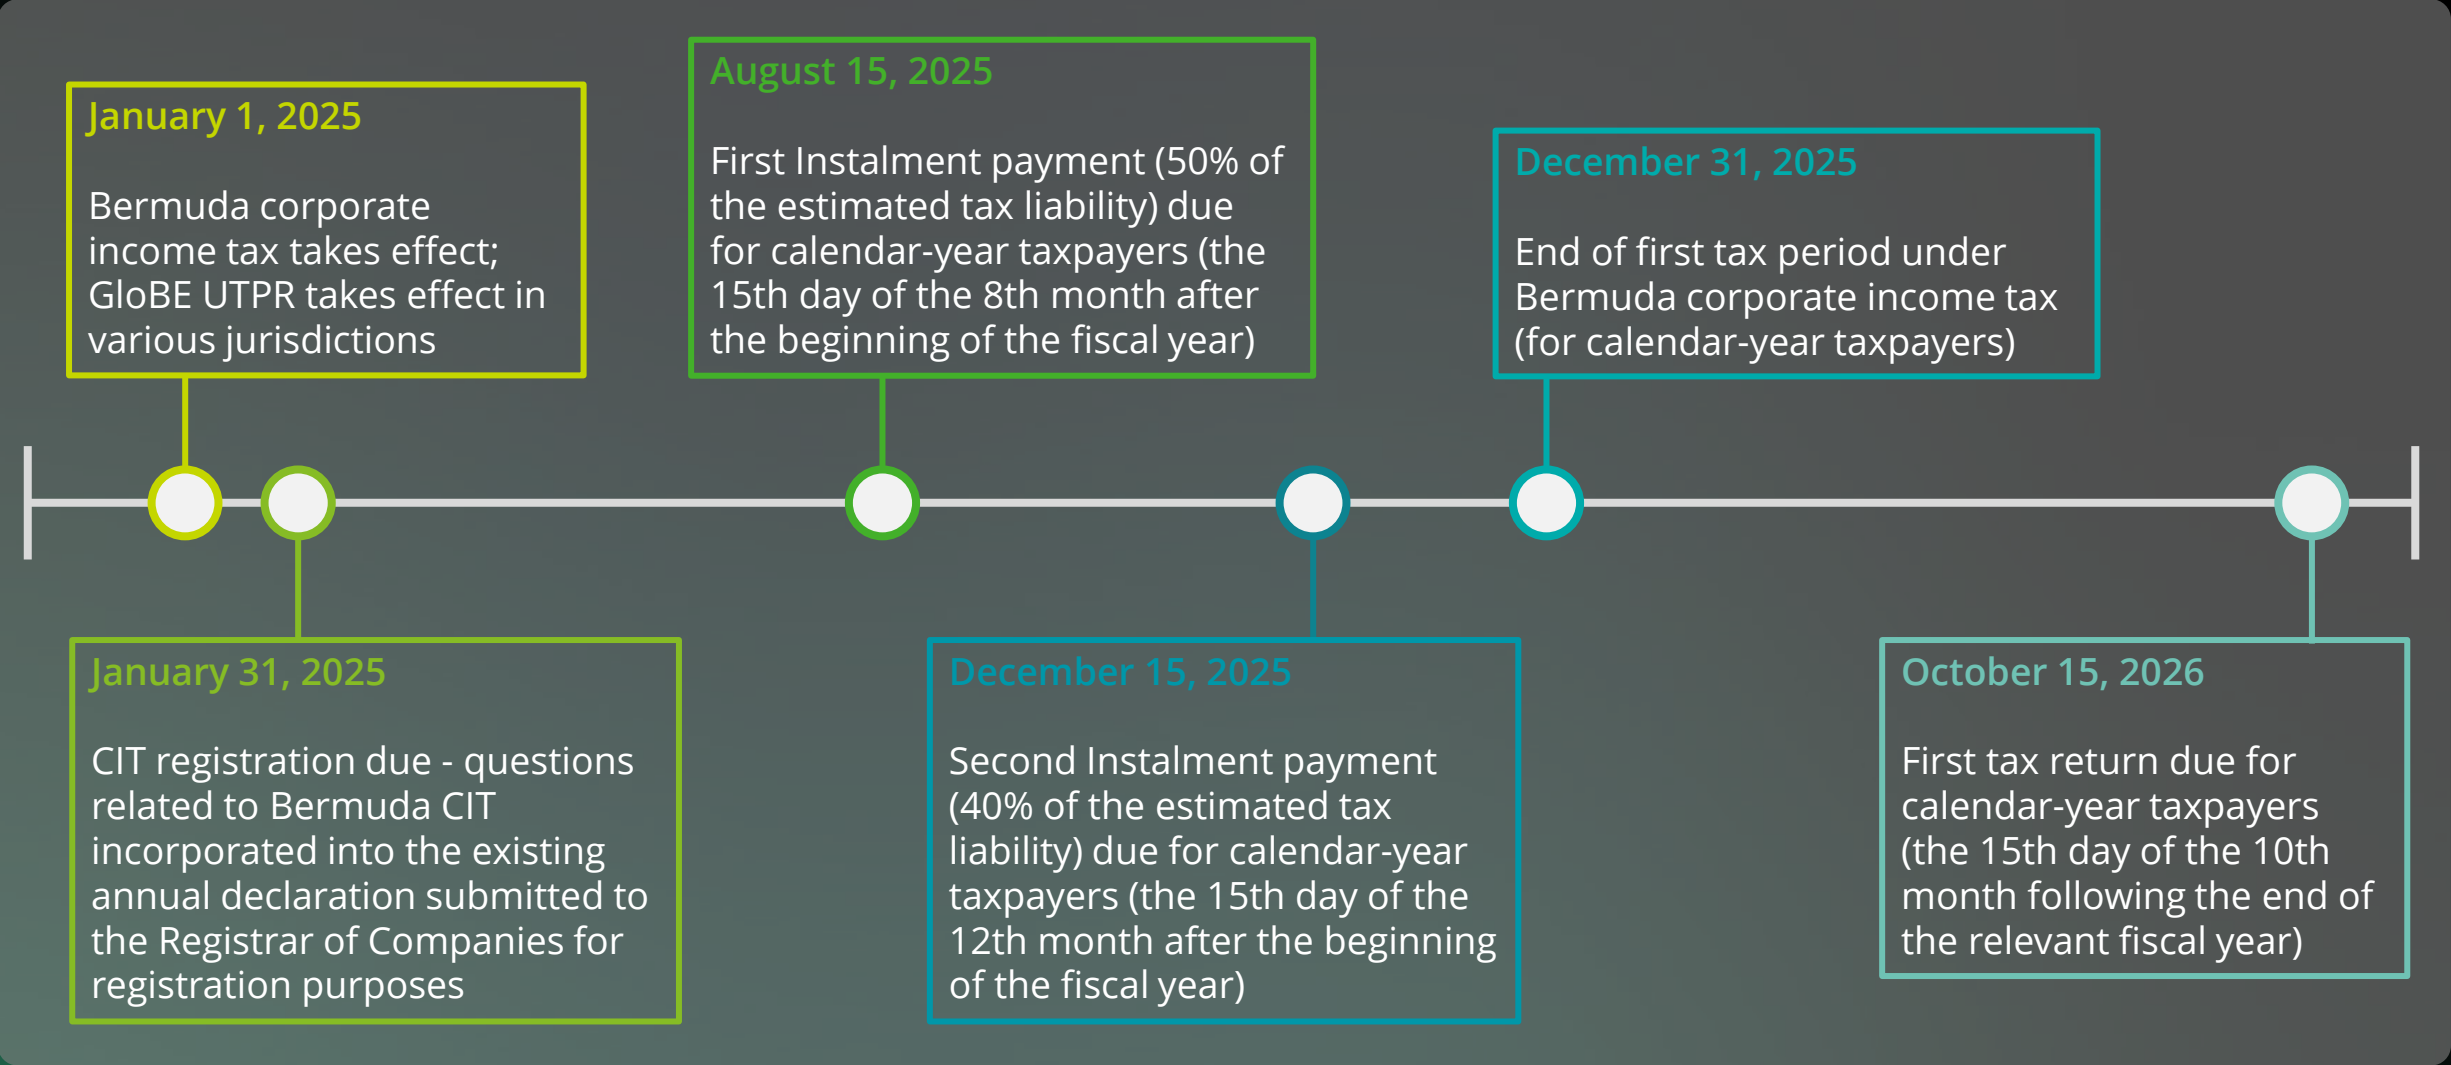 January 1, 2025
Bermuda corporate
income tax takes effect;
GloBE UTPR takes effect in
various jurisdictions
January 31, 2025
CIT registration due - questions
related to Bermuda CIT
incorporated into the existing
annual declaration submitted to
the Registrar of Companies for
registration purposes
August 15, 2025
First Instalment payment (50% of
the estimated tax liability) due
for calendar-year taxpayers (the
15th day of the 8th month after
the beginning of the fiscal year)
December 15, 2025
Second Instalment payment
(40% of the estimated tax
liability) due for calendar-year
taxpayers (the 15th day of the
12th month after the beginning
of the fiscal year)
December 31, 2025
End of first tax period under
Bermuda corporate income tax
(for calendar-year taxpayers)
October 15, 2026
First tax return due for
calendar-year taxpayers
(the 15th day of the 10th
month following the end of
the relevant fiscal year)